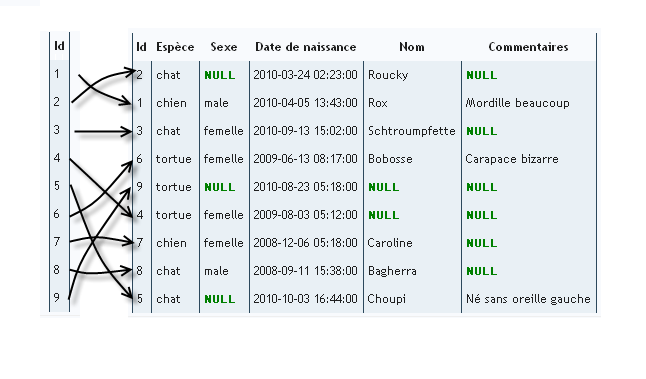 Id
1
2
3
4
5
6
7
8
9
Id Espèce Sexe Date de naissance Nom Commentaires
2 chat NULL 2010-03-24 02:23:00 Roucky NULL
1 chien male 2010-04-05 13:43:00 Rox Mordille beaucoup
3 chat femelle 2010-09-13 15:02:00 Schtroumpfette NULL
6 tortue femelle 2009-06-13 08:17:00 Bobosse Carapace bizarre
9 tortue NULL 2010-08-23 05:18:00 NULL NULL
4 tortue femelle 2009-08-03 05:12:00 NULL NULL
7 chien femelle 2008-12-06 05:18:00 Caroline NULL
8 chat male 2008-09-11 15:38:00 Bagherra NULL
5 chat NULL 2010-10-03 16:44:00 Choupi Né sans oreille gauche